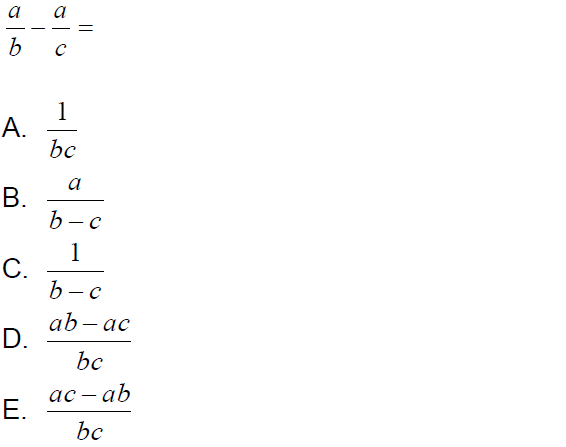 a/b − a/c =
A. 1/bc
B. a/(b − c)
C. 1/(b − c)
D. (ab − ac)/bc
E. (ac − ab)/bc